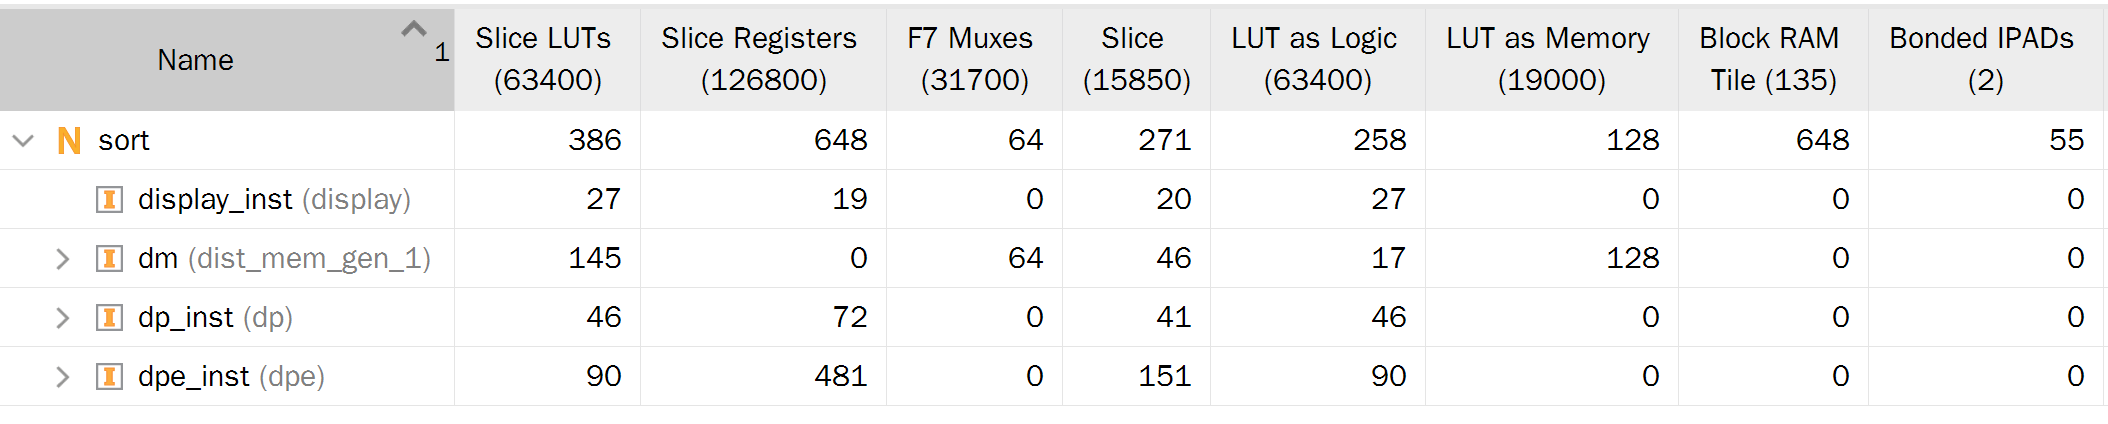 Name 1 Slice LUTs (63400) Slice Registers (126800) F7 Muxes (31700) Slice (15850) LUT as Logic (63400) LUT as Memory (19000) Block RAM Tile (135) Bonded IPADs (2)
N sort 386 648 64 271 258 128 648 55
I display_inst (display) 27 19 0 20 27 0 0 0
I dm (dist_mem_gen_1) 145 0 64 46 17 128 0 0
I dp_inst (dp) 46 72 0 41 46 0 0 0
I dpe_inst (dpe) 90 481 0 151 90 0 0 0